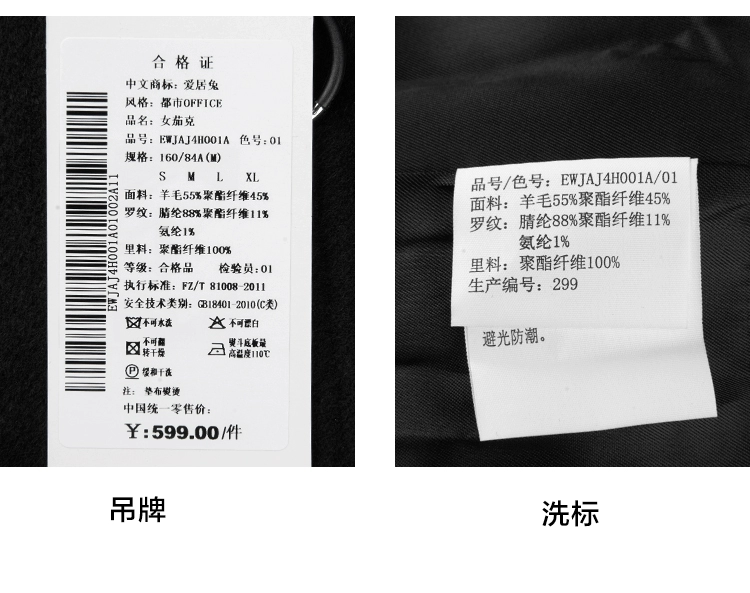 合格证
中文商标：爱居兔
风格：都市OFFICE
品名：女茄克
品号：EWJAJ4H001A 色号：01
规格：160/84A(M)
S M L XL
面料：羊毛55%聚酯纤维45%
罗纹：腈纶88%聚酯纤维11%
氨纶1%
里料：聚酯纤维100%
等级：合格品 检验员：01
执行标准：FZ/T 81008-2011
安全技术类别：GB18401-2010(C类)
不可水洗 不可漂白
不可翻转干燥 熨斗底板最高温度110℃
缓和干洗
注：垫布熨烫
中国统一零售价：
¥：599.00/件
EWJAJ4H001A01002A11
品号/色号：EWJAJ4H001A/01
面料：羊毛55%聚酯纤维45%
罗纹：腈纶88%聚酯纤维11%
氨纶1%
里料：聚酯纤维100%
生产编号：299
避光防潮。
吊牌
洗标